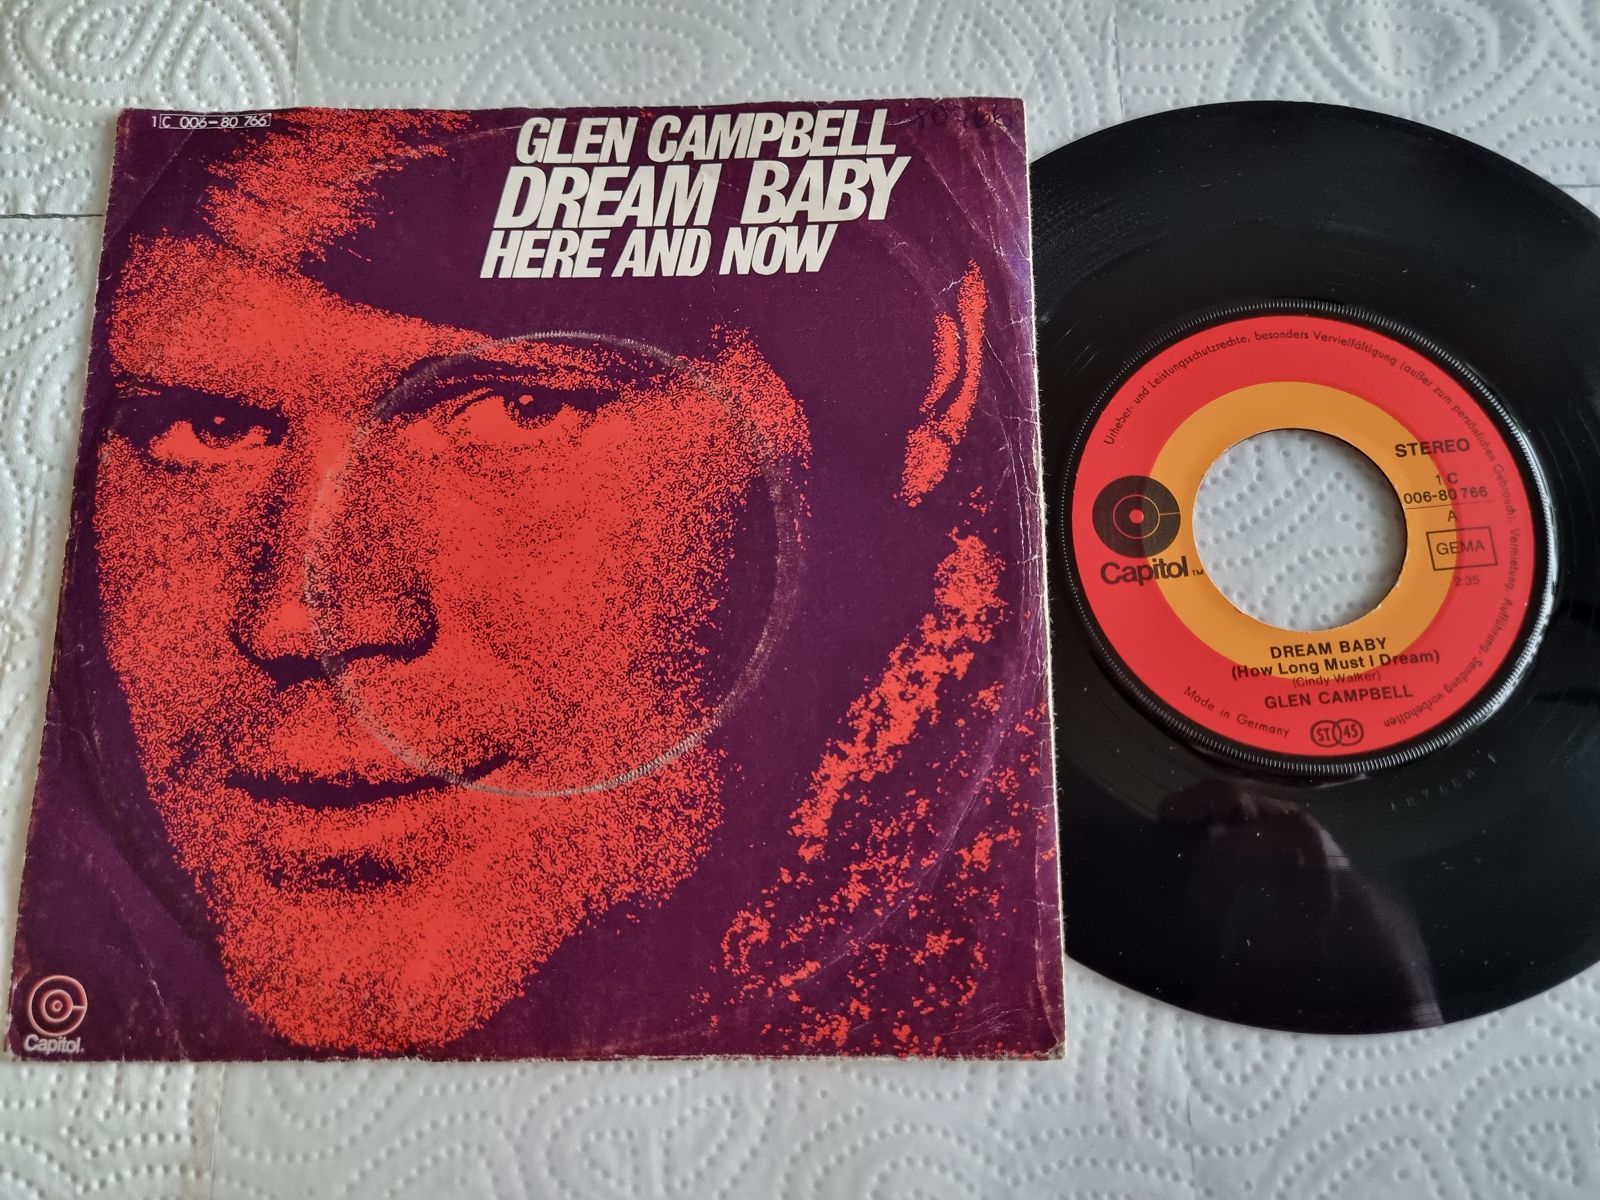 1C 006-80 766
GLEN CAMPBELL
DREAM BABY
HERE AND NOW
Capitol.
Urheber- und Leistungsschutzrechte, besonders Vervielfältigung (außer zum persönlichen Gebrauch), Vermietung, Aufführung, Sendung vorbehalten
STEREO
1 C
006-80 766
A
GEMA
2.35
Capitol TM
DREAM BABY
(How Long Must I Dream)
(Cindy Walker)
GLEN CAMPBELL
Made in Germany
ST 45